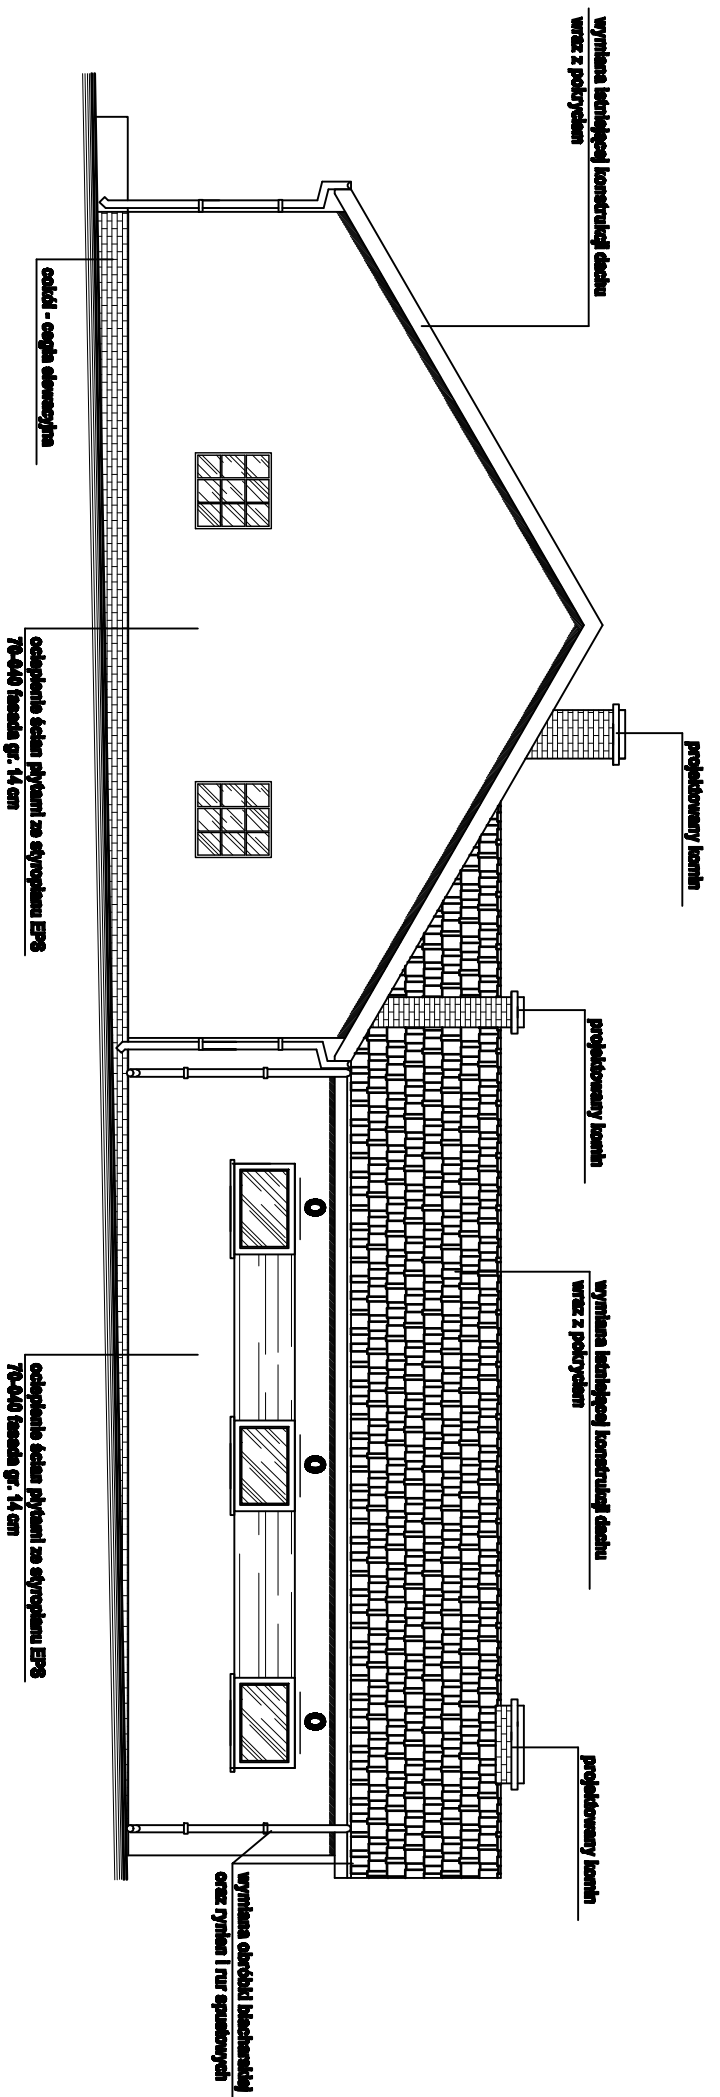 wymiana istniejącej konstrukcji dachu
wraz z pokryciem
projektowany komin
projektowany komin
wymiana istniejącej konstrukcji dachu
wraz z pokryciem
projektowany komin
cokół - cegła elewacyjna
ocieplenie ścian płytami ze styropianu EPS
70-040 fasada gr. 14 cm
ocieplenie ścian płytami ze styropianu EPS
70-040 fasada gr. 14 cm
wymiana obróbki blacharskiej
oraz rynien i rur spustowych